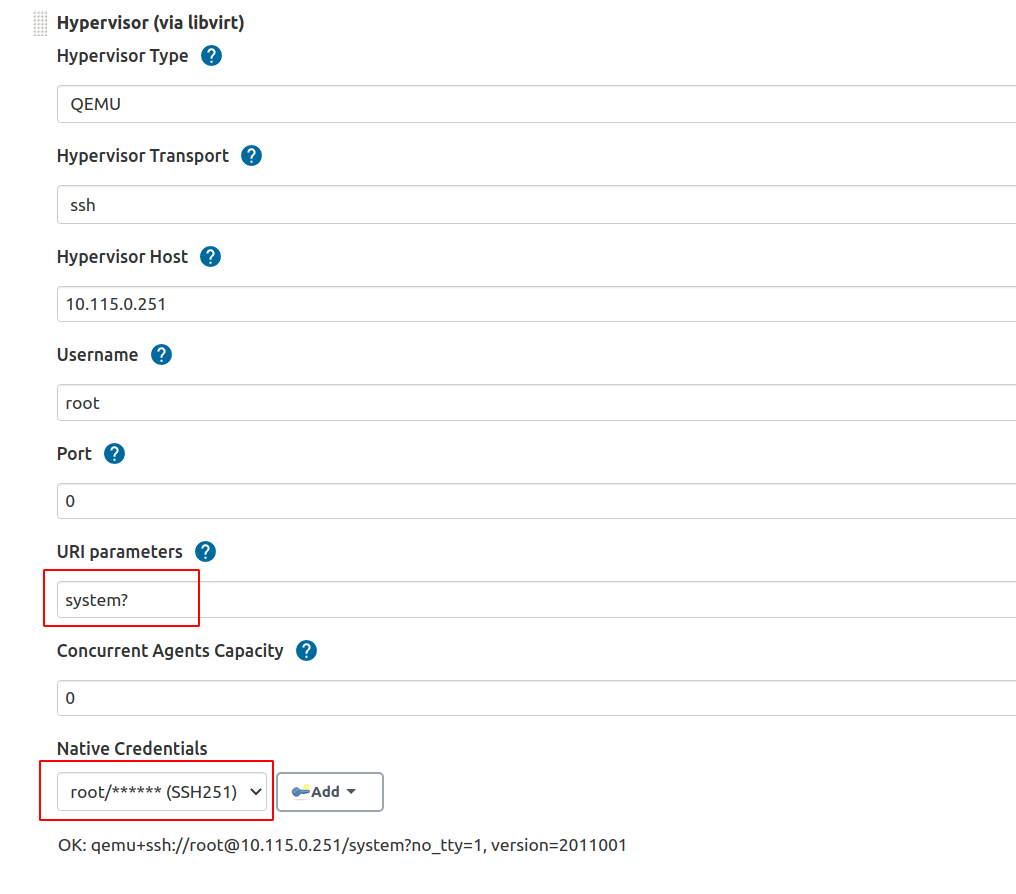 Hypervisor (via libvirt)
Hypervisor Type ?
QEMU
Hypervisor Transport ?
ssh
Hypervisor Host ?
10.115.0.251
Username ?
root
Port ?
0
URI parameters ?
system?
Concurrent Agents Capacity ?
0
Native Credentials
root/****** (SSH251) Add
OK: qemu+ssh://root@10.115.0.251/system?no_tty=1, version=2011001